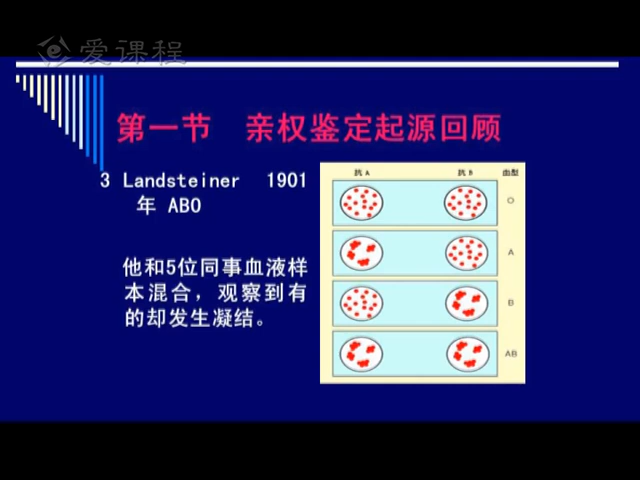 爱课程
第一节 亲权鉴定起源回顾
3 Landsteiner 1901
年 ABO
他和5位同事血液样
本混合，观察到有
的却发生凝结。
抗 A 抗 B 血型
O
A
B
AB